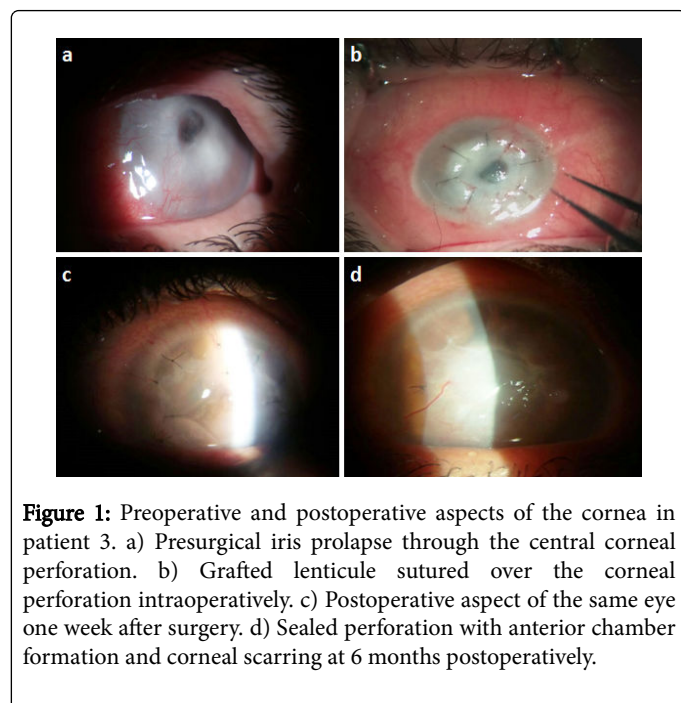 a
b
c
d
Figure 1: Preoperative and postoperative aspects of the cornea in
patient 3. a) Presurgical iris prolapse through the central corneal
perforation. b) Grafted lenticule sutured over the corneal
perforation intraoperatively. c) Postoperative aspect of the same eye
one week after surgery. d) Sealed perforation with anterior chamber
formation and corneal scarring at 6 months postoperatively.